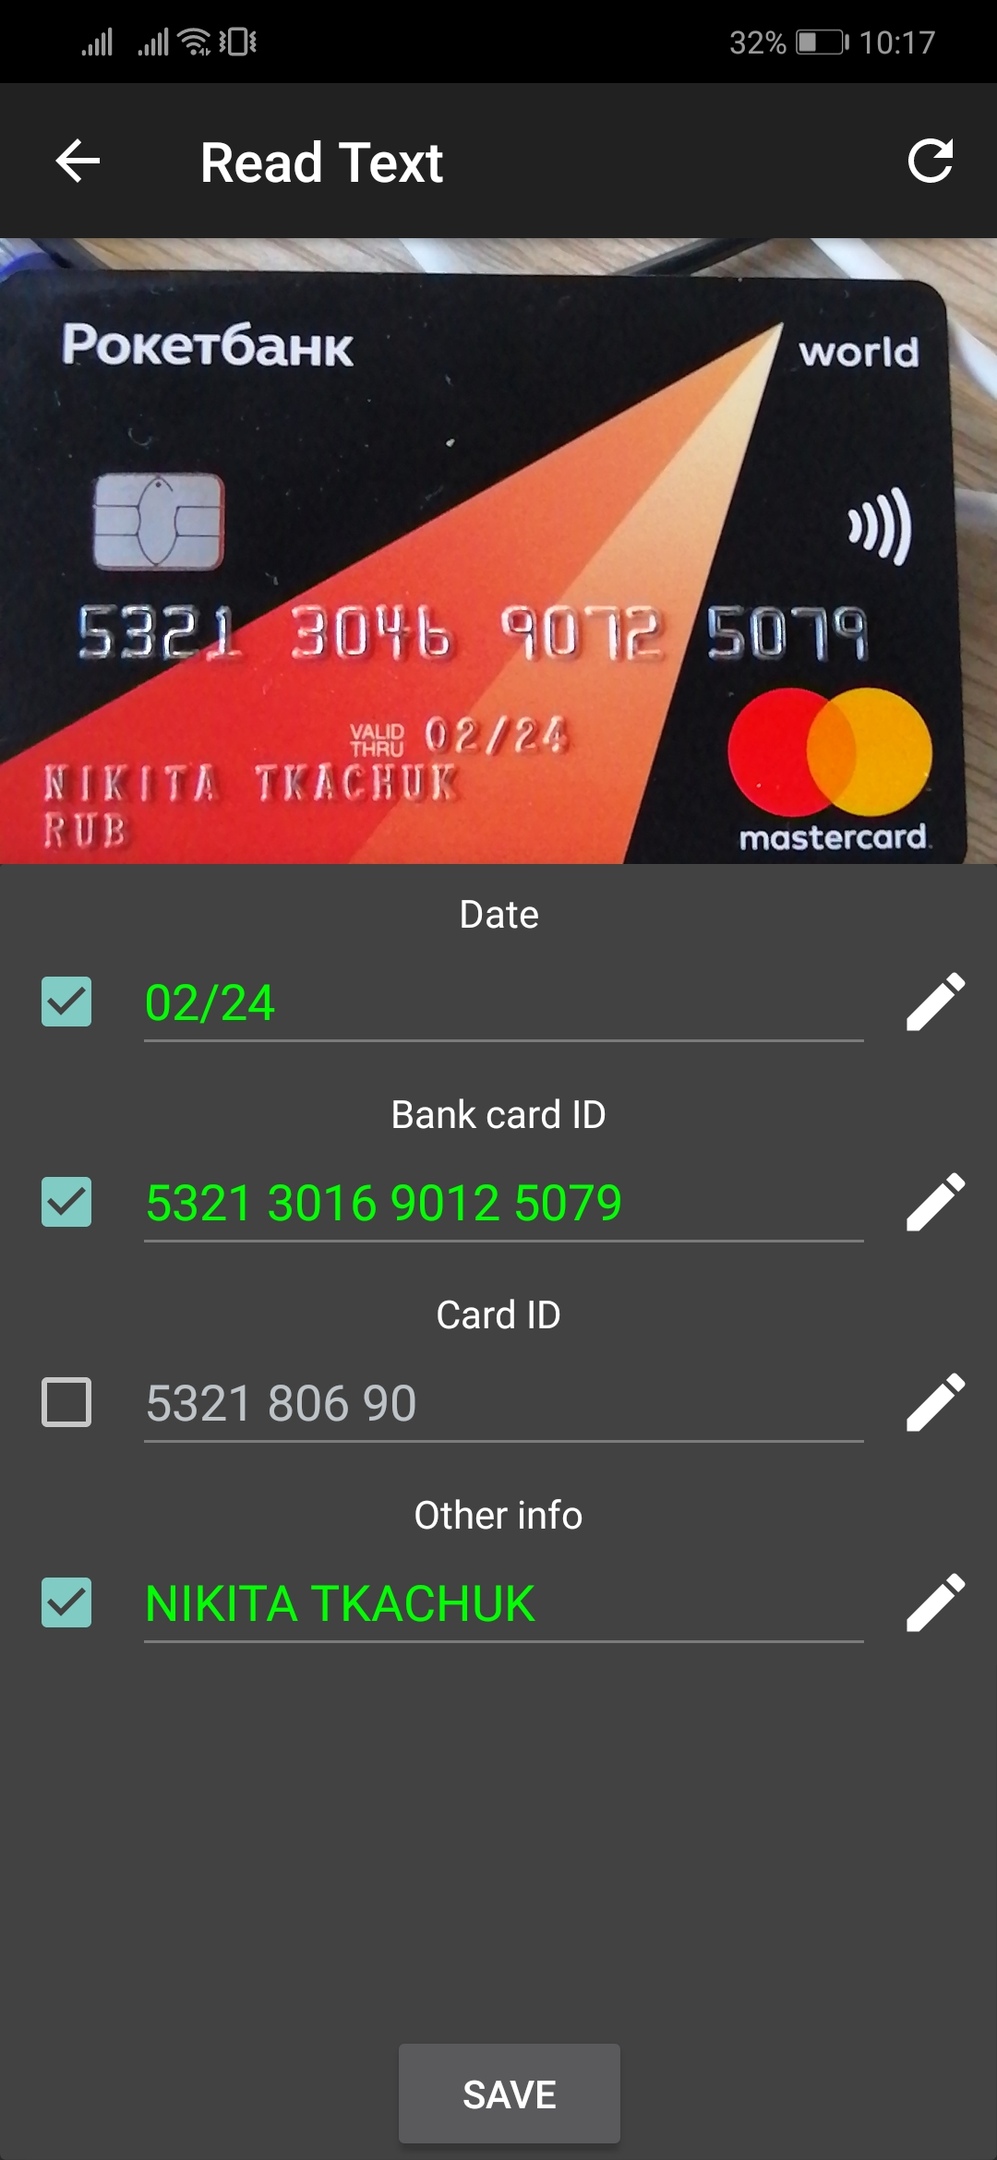 32% 10:17
Read Text
Рокетбанк
world
5321 3046 9072 5079
VALID
THRU 02/24
NIKITA TKACHUK
RUB
mastercard.
Date
02/24
Bank card ID
5321 3016 9012 5079
Card ID
5321 806 90
Other info
NIKITA TKACHUK
SAVE